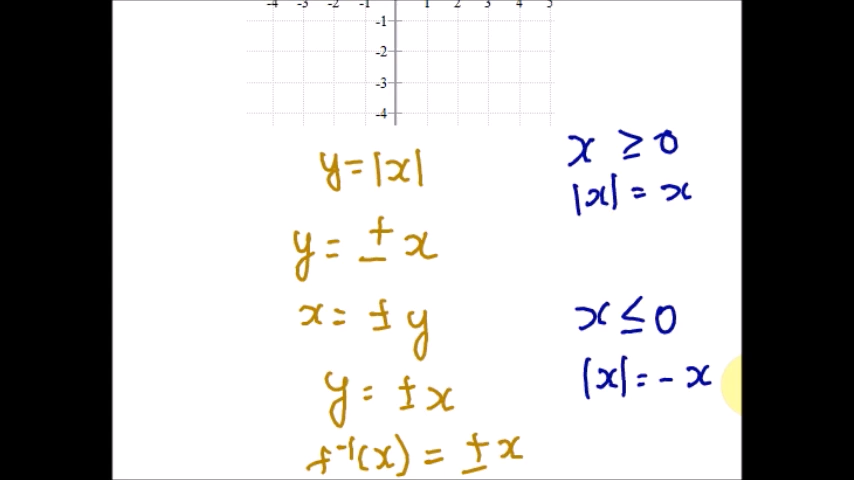 -4 -3 -2 -1 1 2 3 4 5
-1
-2
-3
-4
y = |x|
y = ± x
x = ± y
y = ± x
f⁻¹(x) = ± x
x ≥ 0
|x| = x
x ≤ 0
|x| = - x